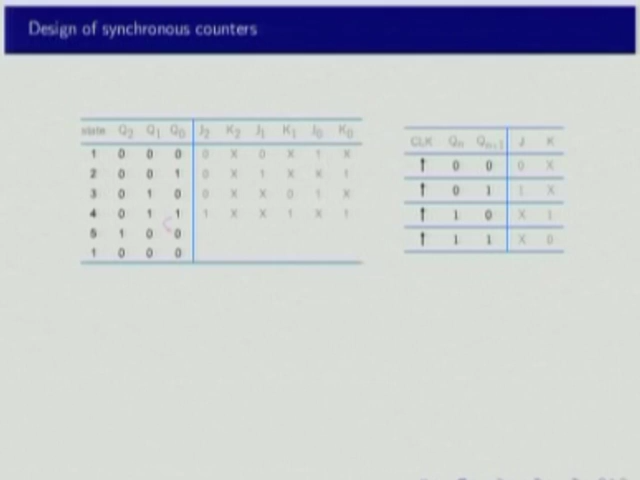 Design of synchronous counters
state Q2 Q1 Q0 J2 K2 J1 K1 J0 K0
1 0 0 0 0 X 0 X 1 X
2 0 0 1 0 X 1 X X 1
3 0 1 0 0 X X 0 1 X
4 0 1 1 1 X X 1 X 1
5 1 0 0
1 0 0 0
CLK Qn Qn+1 J K
↑ 0 0 0 X
↑ 0 1 1 X
↑ 1 0 X 1
↑ 1 1 X 0